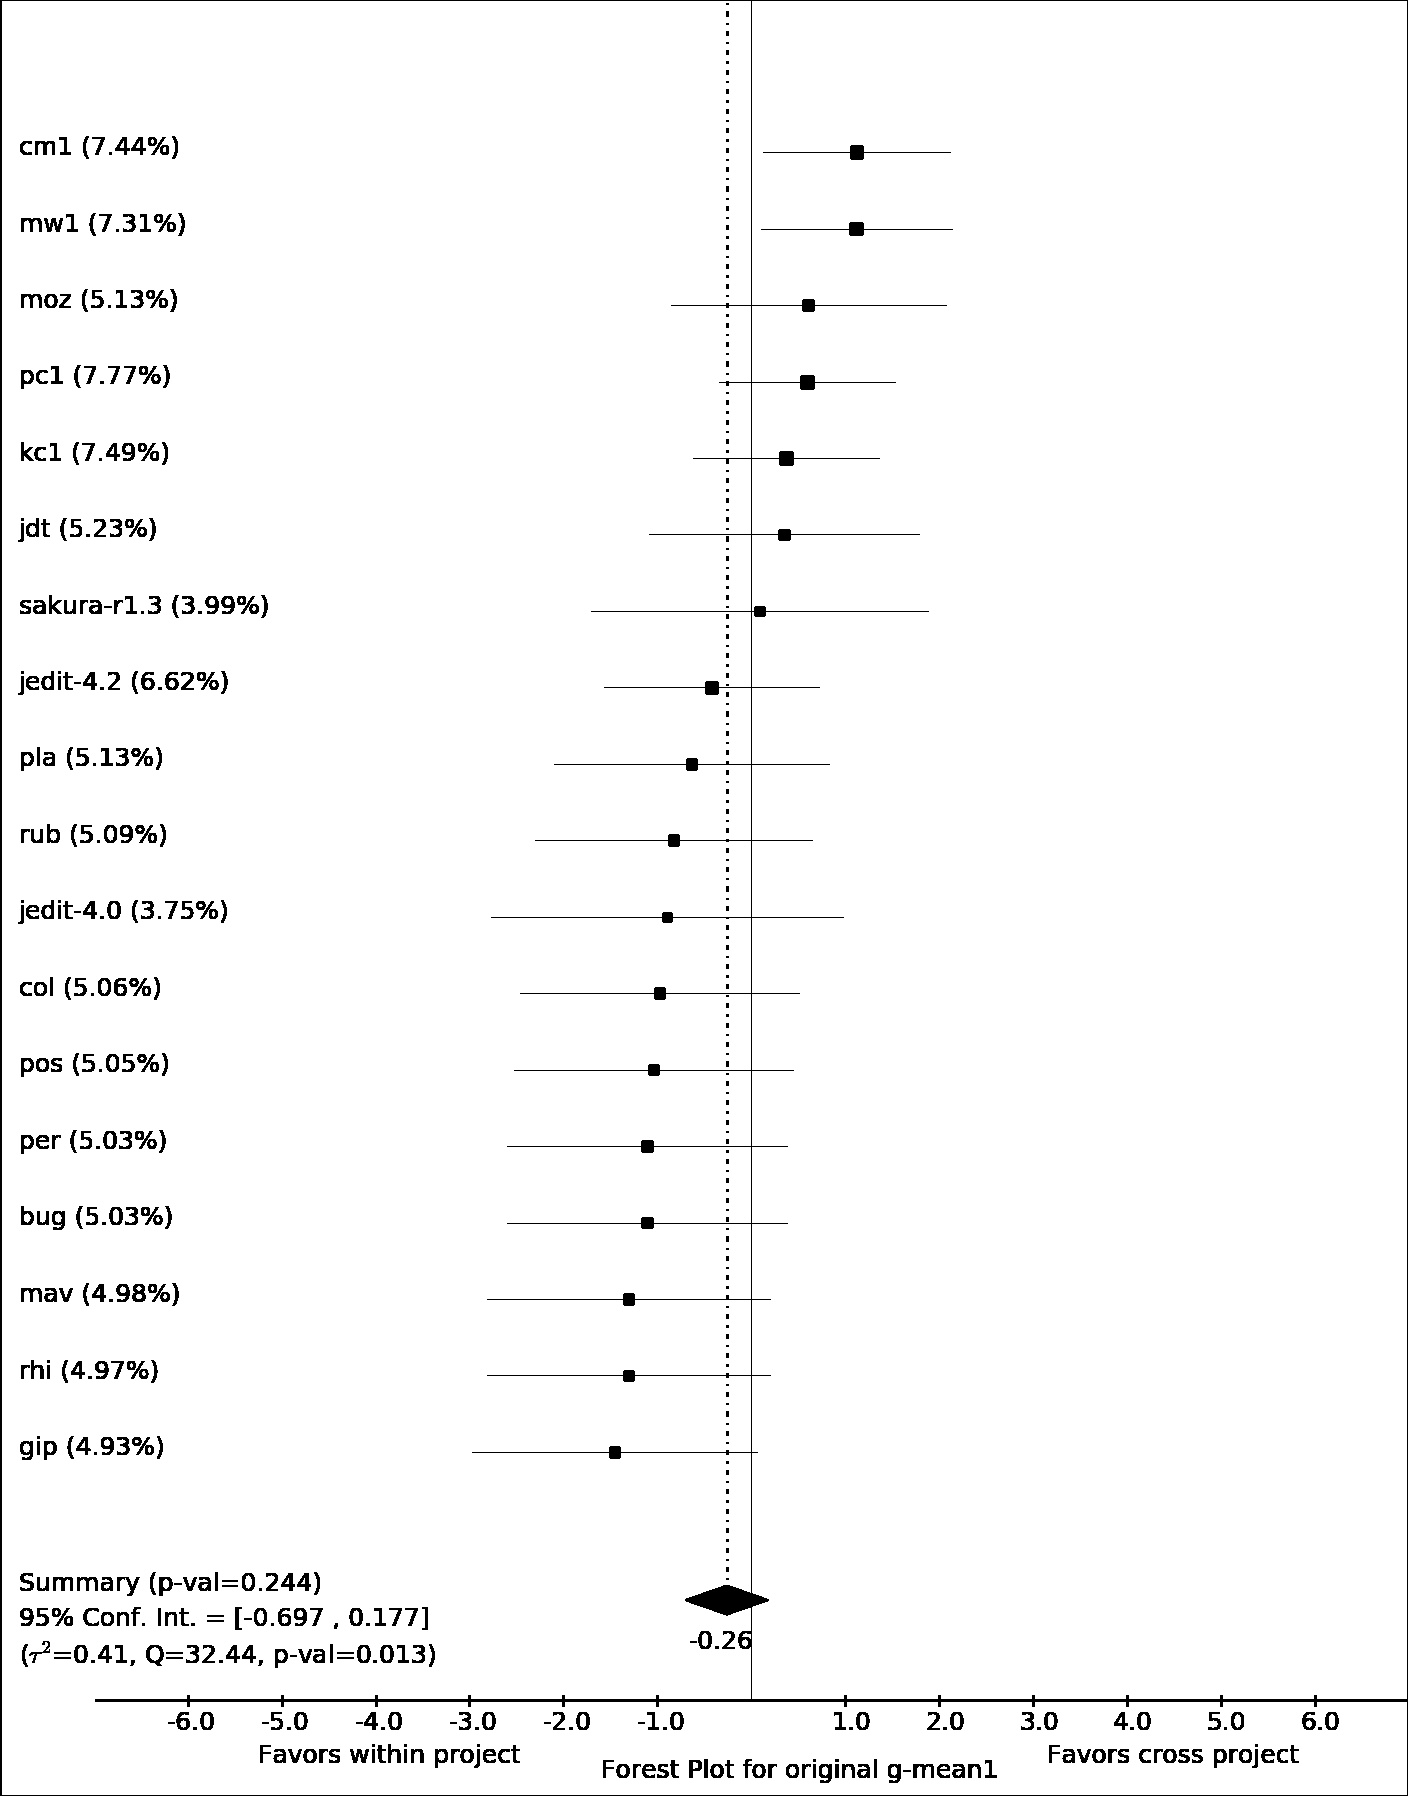 cm1 (7.44%)
mw1 (7.31%)
moz (5.13%)
pc1 (7.77%)
kc1 (7.49%)
jdt (5.23%)
sakura-r1.3 (3.99%)
jedit-4.2 (6.62%)
pla (5.13%)
rub (5.09%)
jedit-4.0 (3.75%)
col (5.06%)
pos (5.05%)
per (5.03%)
bug (5.03%)
mav (4.98%)
rhi (4.97%)
gip (4.93%)
Summary (p-val=0.244)
95% Conf. Int. = [-0.697 , 0.177]
-0.26
(τ²=0.41, Q=32.44, p-val=0.013)
-6.0 -5.0 -4.0 -3.0 -2.0 -1.0 1.0 2.0 3.0 4.0 5.0 6.0
Favors within project Favors cross project
Forest Plot for original g-mean1